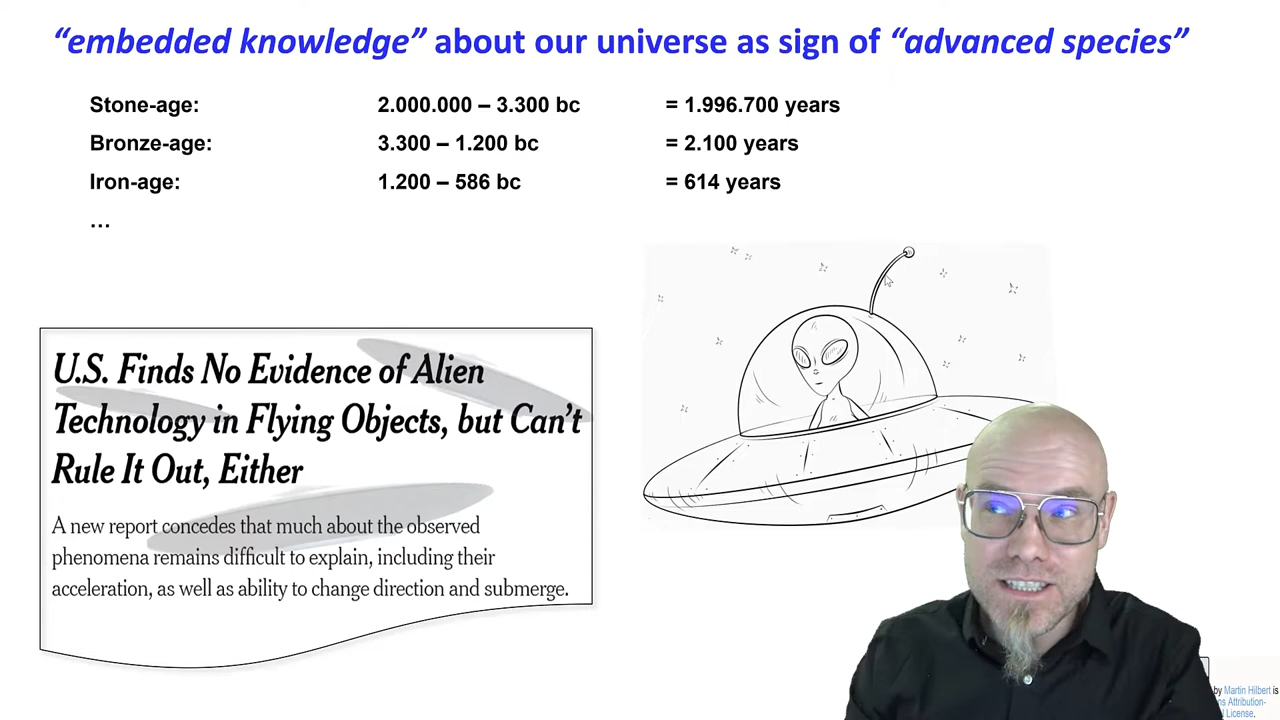 “embedded knowledge” about our universe as sign of “advanced species”
Stone-age: 2.000.000 – 3.300 bc = 1.996.700 years
Bronze-age: 3.300 – 1.200 bc = 2.100 years
Iron-age: 1.200 – 586 bc = 614 years
…
U.S. Finds No Evidence of Alien
Technology in Flying Objects, but Can’t
Rule It Out, Either
A new report concedes that much about the observed
phenomena remains difficult to explain, including their
acceleration, as well as ability to change direction and submerge.
by Martin Hilbert is
ns Attribution-
l License.